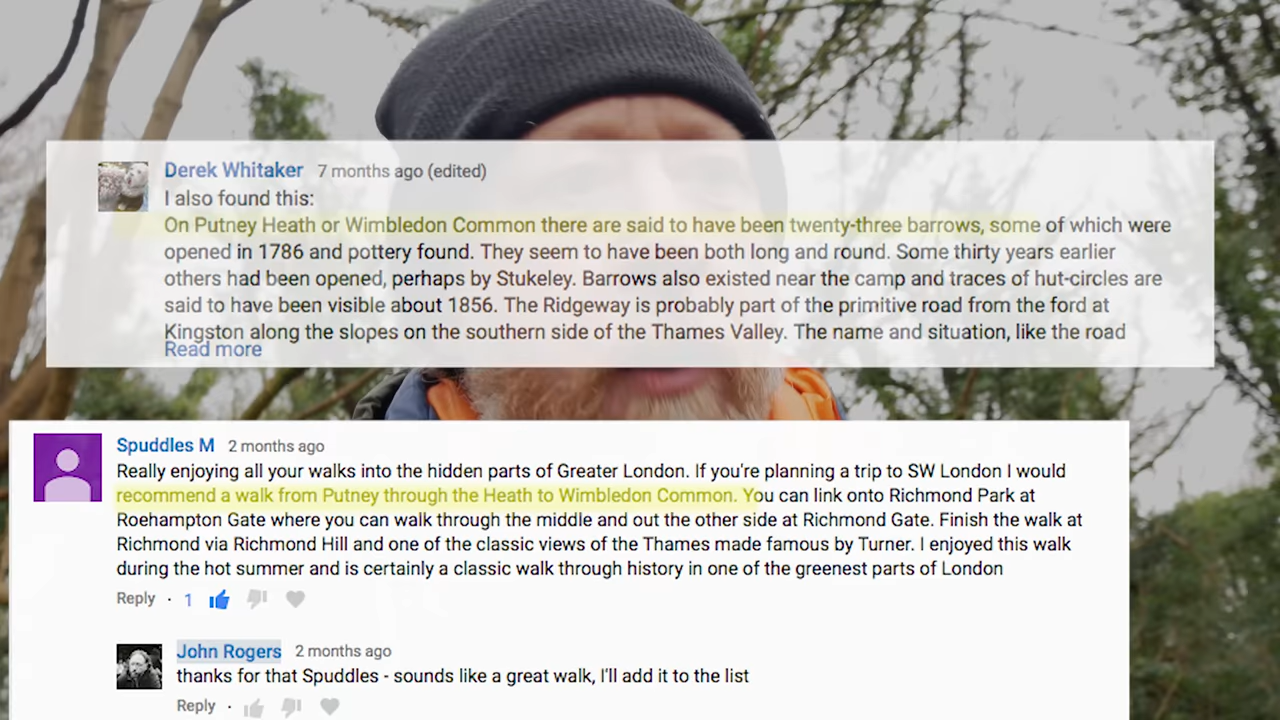 Derek Whitaker 7 months ago (edited)
I also found this:
On Putney Heath or Wimbledon Common there are said to have been twenty-three barrows, some of which were
opened in 1786 and pottery found. They seem to have been both long and round. Some thirty years earlier
others had been opened, perhaps by Stukeley. Barrows also existed near the camp and traces of hut-circles are
said to have been visible about 1856. The Ridgeway is probably part of the primitive road from the ford at
Kingston along the slopes on the southern side of the Thames Valley. The name and situation, like the road
Read more
Spuddles M 2 months ago
Really enjoying all your walks into the hidden parts of Greater London. If you're planning a trip to SW London I would
recommend a walk from Putney through the Heath to Wimbledon Common. You can link onto Richmond Park at
Roehampton Gate where you can walk through the middle and out the other side at Richmond Gate. Finish the walk at
Richmond via Richmond Hill and one of the classic views of the Thames made famous by Turner. I enjoyed this walk
during the hot summer and is certainly a classic walk through history in one of the greenest parts of London
Reply · 1
John Rogers 2 months ago
thanks for that Spuddles - sounds like a great walk, I'll add it to the list
Reply ·